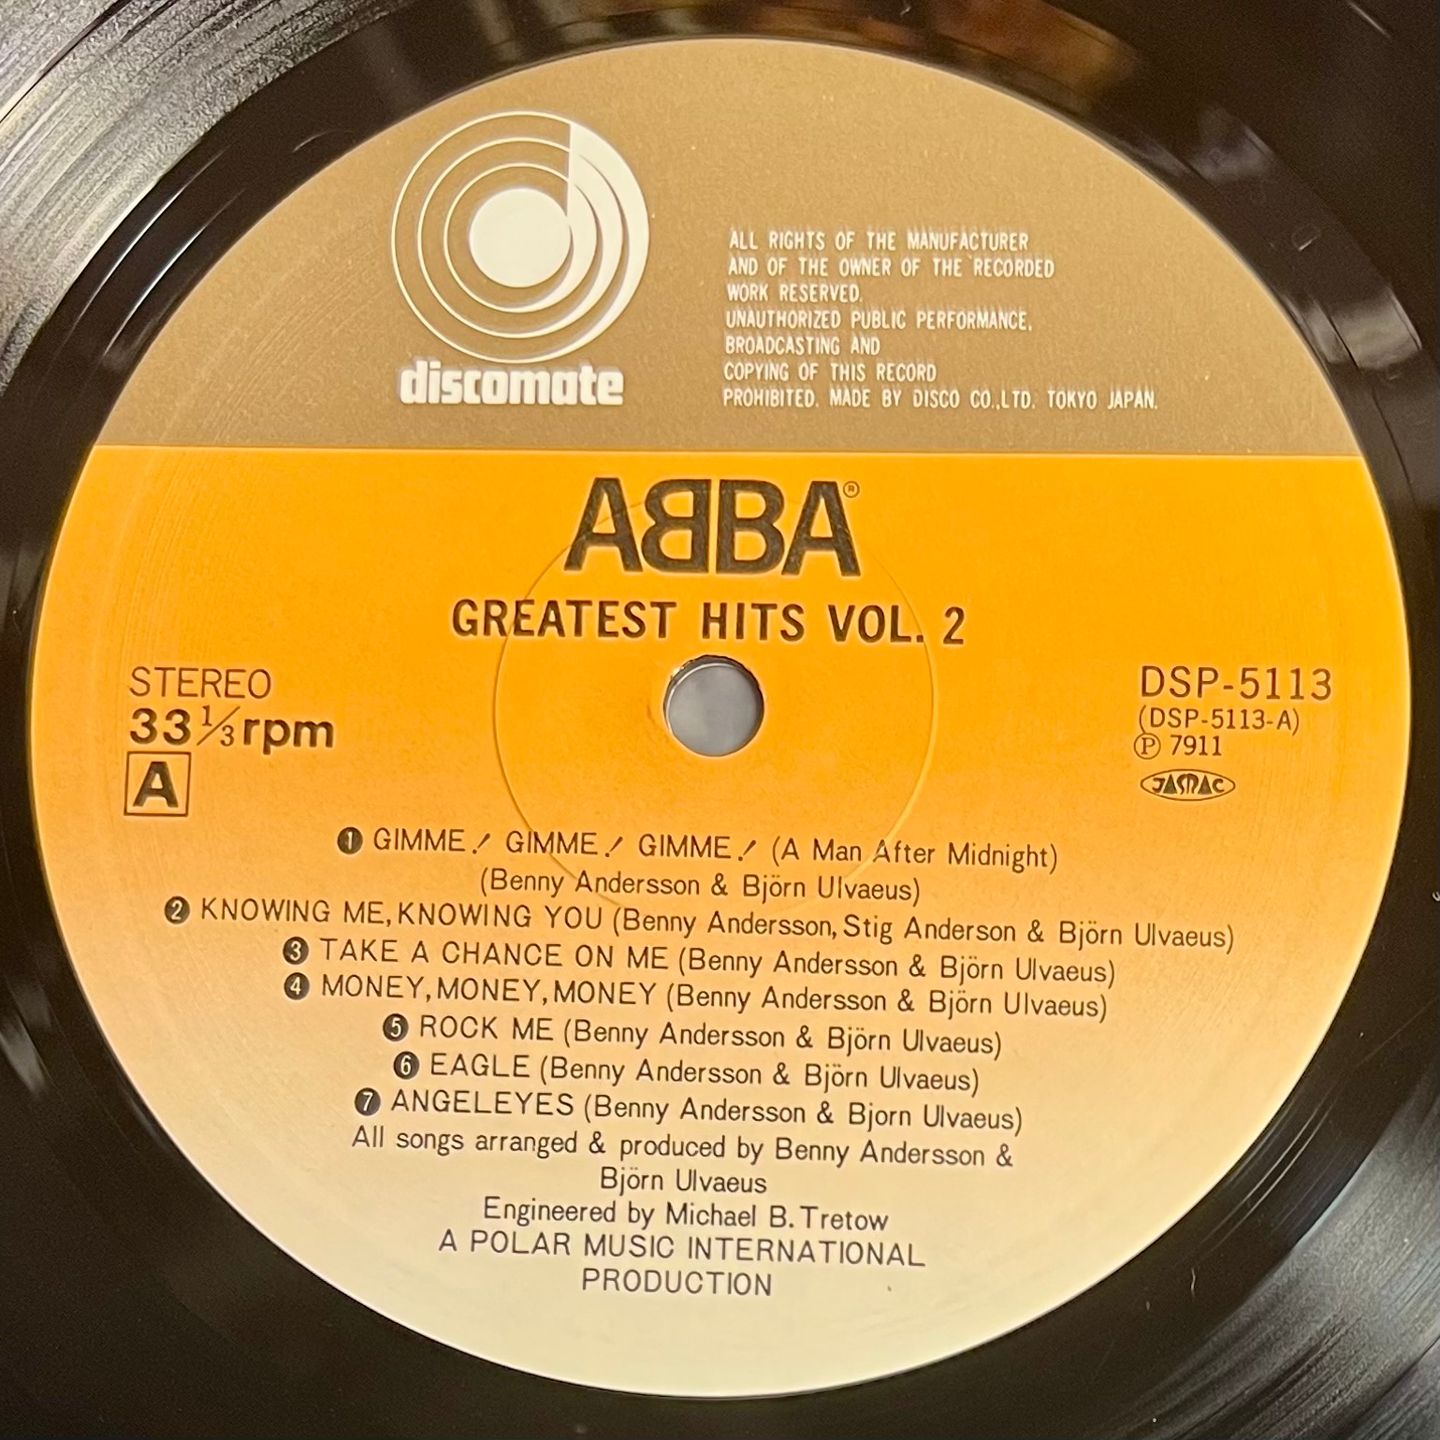 discomate
ALL RIGHTS OF THE MANUFACTURER
AND OF THE OWNER OF THE RECORDED
WORK RESERVED.
UNAUTHORIZED PUBLIC PERFORMANCE,
BROADCASTING AND
COPYING OF THIS RECORD
PROHIBITED. MADE BY DISCO CO.,LTD. TOKYO JAPAN.
ABBA®
GREATEST HITS VOL. 2
STEREO
33 1/3 rpm
A
DSP-5113
(DSP-5113-A)
Ⓟ 7911
JASRAC
❶ GIMME! GIMME! GIMME! (A Man After Midnight)
(Benny Andersson & Björn Ulvaeus)
❷ KNOWING ME, KNOWING YOU (Benny Andersson, Stig Anderson & Björn Ulvaeus)
❸ TAKE A CHANCE ON ME (Benny Andersson & Björn Ulvaeus)
❹ MONEY, MONEY, MONEY (Benny Andersson & Björn Ulvaeus)
❺ ROCK ME (Benny Andersson & Björn Ulvaeus)
❻ EAGLE (Benny Andersson & Björn Ulvaeus)
❼ ANGELEYES (Benny Andersson & Bjorn Ulvaeus)
All songs arranged & produced by Benny Andersson &
Björn Ulvaeus
Engineered by Michael B. Tretow
A POLAR MUSIC INTERNATIONAL
PRODUCTION